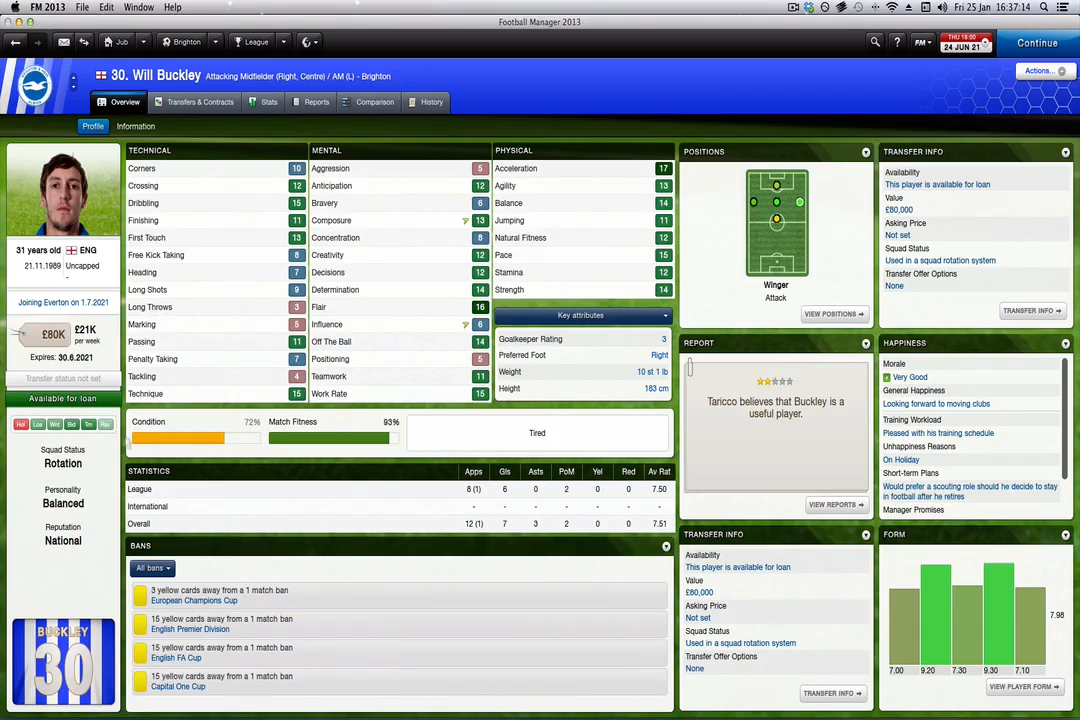 FM 2013 File Edit Window Help
Fri 25 Jan 16:37:14
Football Manager 2013
Job Brighton League
FM THU 18:00 24 JUN 21 Continue
30. Will Buckley Attacking Midfielder (Right, Centre) / AM (L) - Brighton
Actions...
Overview Transfers & Contracts Stats Reports Comparison History
Profile Information
31 years old ENG
21.11.1989 Uncapped
-
Joining Everton on 1.7.2021
£80K £21K per week
Expires: 30.6.2021
Transfer status not set
Available for loan
Hot Loa Wnt Bid Trn
Squad Status
Rotation
Personality
Balanced
Reputation
National
BUCKLEY
30
TECHNICAL
Corners 10
Crossing 12
Dribbling 15
Finishing 11
First Touch 13
Free Kick Taking 8
Heading 7
Long Shots 9
Long Throws 3
Marking 5
Passing 11
Penalty Taking 7
Tackling 4
Technique 15
MENTAL
Aggression 5
Anticipation 12
Bravery 6
Composure 13
Concentration 8
Creativity 12
Decisions 12
Determination 14
Flair 16
Influence 6
Off The Ball 14
Positioning 5
Teamwork 11
Work Rate 15
PHYSICAL
Acceleration 17
Agility 13
Balance 14
Jumping 14
Natural Fitness 12
Pace 15
Stamina 12
Strength 14
Key attributes
Goalkeeper Rating 3
Preferred Foot Right
Weight 10 st 1 lb
Height 183 cm
Condition 72% Match Fitness 93%
Tired
STATISTICS Apps Gls Asts PoM Yel Red Av Rat
League 8 (1) 6 0 2 0 0 7.50
International - - - - - - -
Overall 12 (1) 7 3 2 0 0 7.51
BANS
All bans
3 yellow cards away from a 1 match ban
European Champions Cup
15 yellow cards away from a 1 match ban
English Premier Division
15 yellow cards away from a 1 match ban
English FA Cup
15 yellow cards away from a 1 match ban
Capital One Cup
POSITIONS
Winger
Attack
VIEW POSITIONS
REPORT
Taricco believes that Buckley is a
useful player.
VIEW REPORTS
TRANSFER INFO
Availability
This player is available for loan
Value
£80,000
Asking Price
Not set
Squad Status
Used in a squad rotation system
Transfer Offer Options
None
TRANSFER INFO
TRANSFER INFO
Availability
This player is available for loan
Value
£80,000
Asking Price
Not set
Squad Status
Used in a squad rotation system
Transfer Offer Options
None
TRANSFER INFO
HAPPINESS
Morale
Very Good
General Happiness
Looking forward to moving clubs
Training Workload
Pleased with his training schedule
Unhappiness Reasons
On Holiday
Short-term Plans
Would prefer a scouting role should he decide to stay
in football after he retires
Manager Promises
FORM
7.98
7.00 9.20 7.30 9.30 7.10
VIEW PLAYER FORM